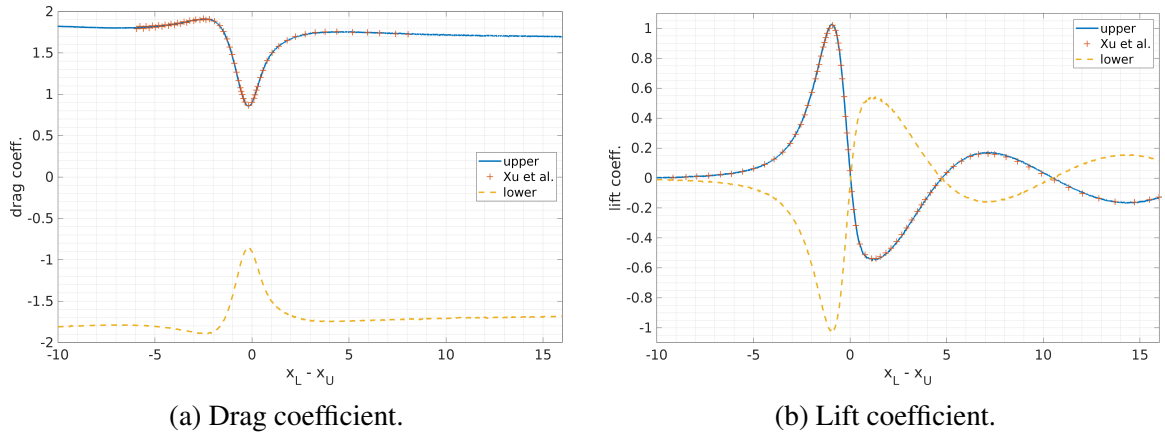 2
1.5
1
0.5
0
-0.5
-1
-1.5
-2
drag coeff.
upper
Xu et al.
lower
-10 -5 0 5 10 15
x_L - x_U
(a) Drag coefficient.
1
0.8
0.6
0.4
0.2
0
-0.2
-0.4
-0.6
-0.8
-1
lift coeff.
upper
Xu et al.
lower
-10 -5 0 5 10 15
x_L - x_U
(b) Lift coefficient.